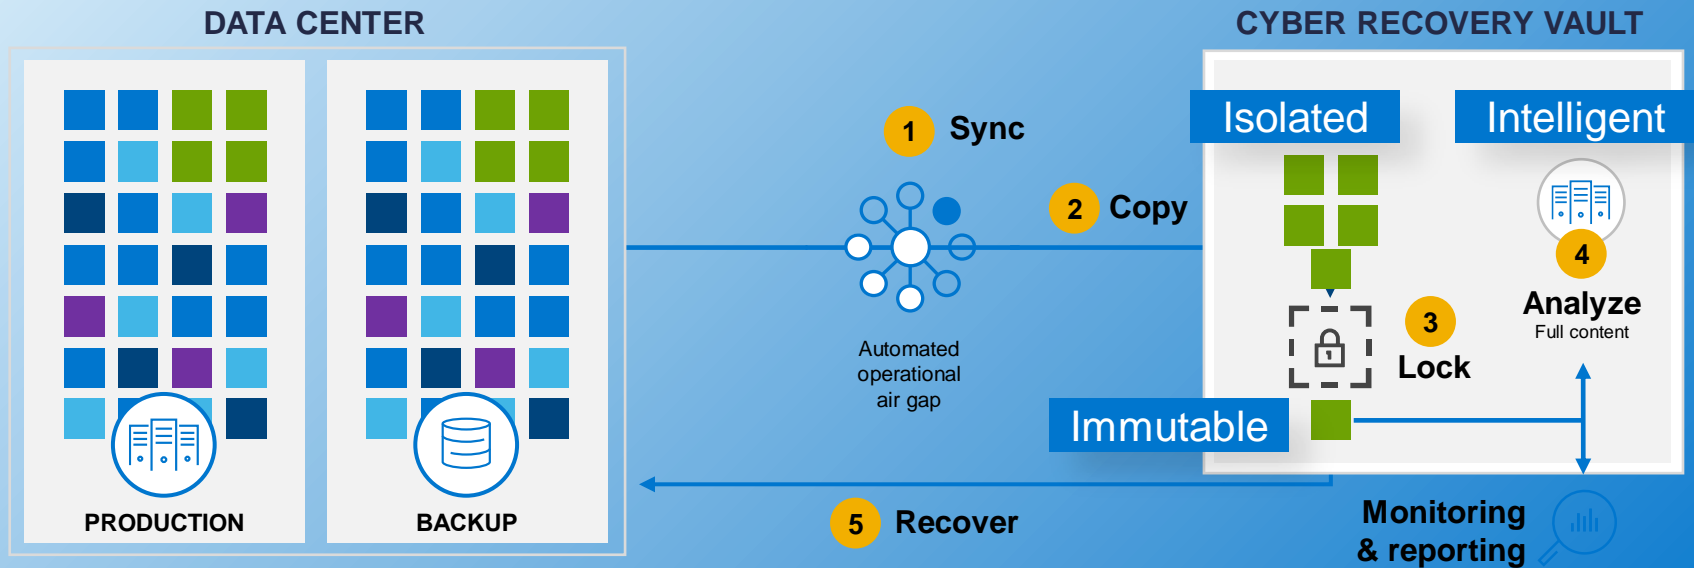 DATA CENTER
CYBER RECOVERY VAULT
PRODUCTION
BACKUP
1 Sync
2 Copy
Automated
operational
air gap
Isolated
Intelligent
3
Lock
4
Analyze
Full content
Immutable
5 Recover
Monitoring
& reporting